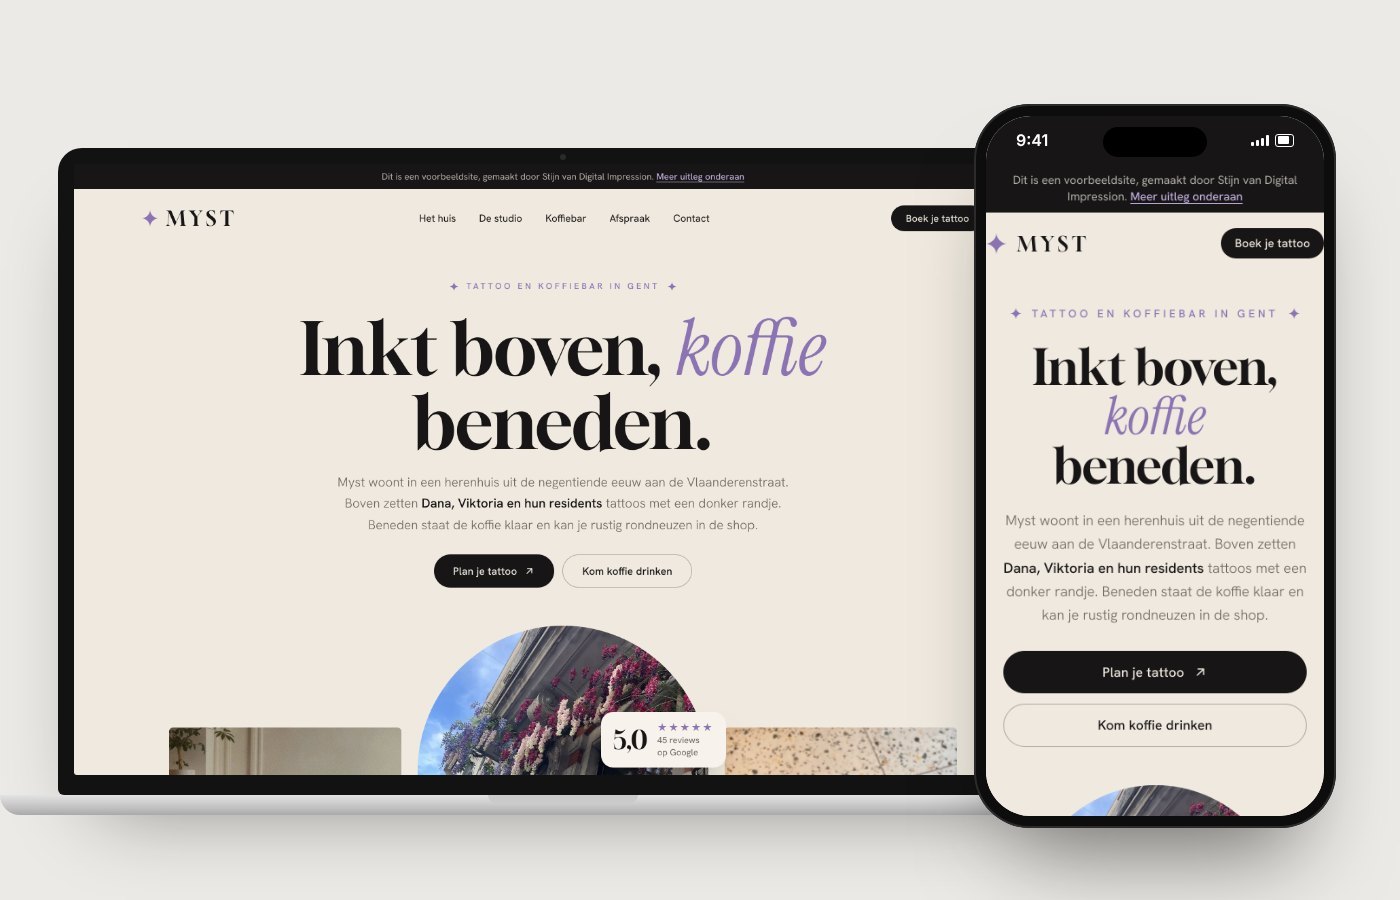 Dit is een voorbeeldsite, gemaakt door Stijn van Digital Impression. Meer uitleg onderaan
MYST
Het huis
De studio
Koffiebar
Afspraak
Contact
Boek je tattoo
TATTOO EN KOFFIEBAR IN GENT
Inkt boven, koffie
beneden.
Myst woont in een herenhuis uit de negentiende eeuw aan de Vlaanderenstraat.
Boven zetten Dana, Viktoria en hun residents tattoos met een donker randje.
Beneden staat de koffie klaar en kan je rustig rondneuzen in de shop.
Plan je tattoo
Kom koffie drinken
5,0
45 reviews
op Google
9:41
Dit is een voorbeeldsite, gemaakt door Stijn van Digital
Impression. Meer uitleg onderaan
MYST
Boek je tattoo
TATTOO EN KOFFIEBAR IN GENT
Inkt boven,
koffie
beneden.
Myst woont in een herenhuis uit de negentiende
eeuw aan de Vlaanderenstraat. Boven zetten
Dana, Viktoria en hun residents tattoos met een
donker randje. Beneden staat de koffie klaar en
kan je rustig rondneuzen in de shop.
Plan je tattoo
Kom koffie drinken